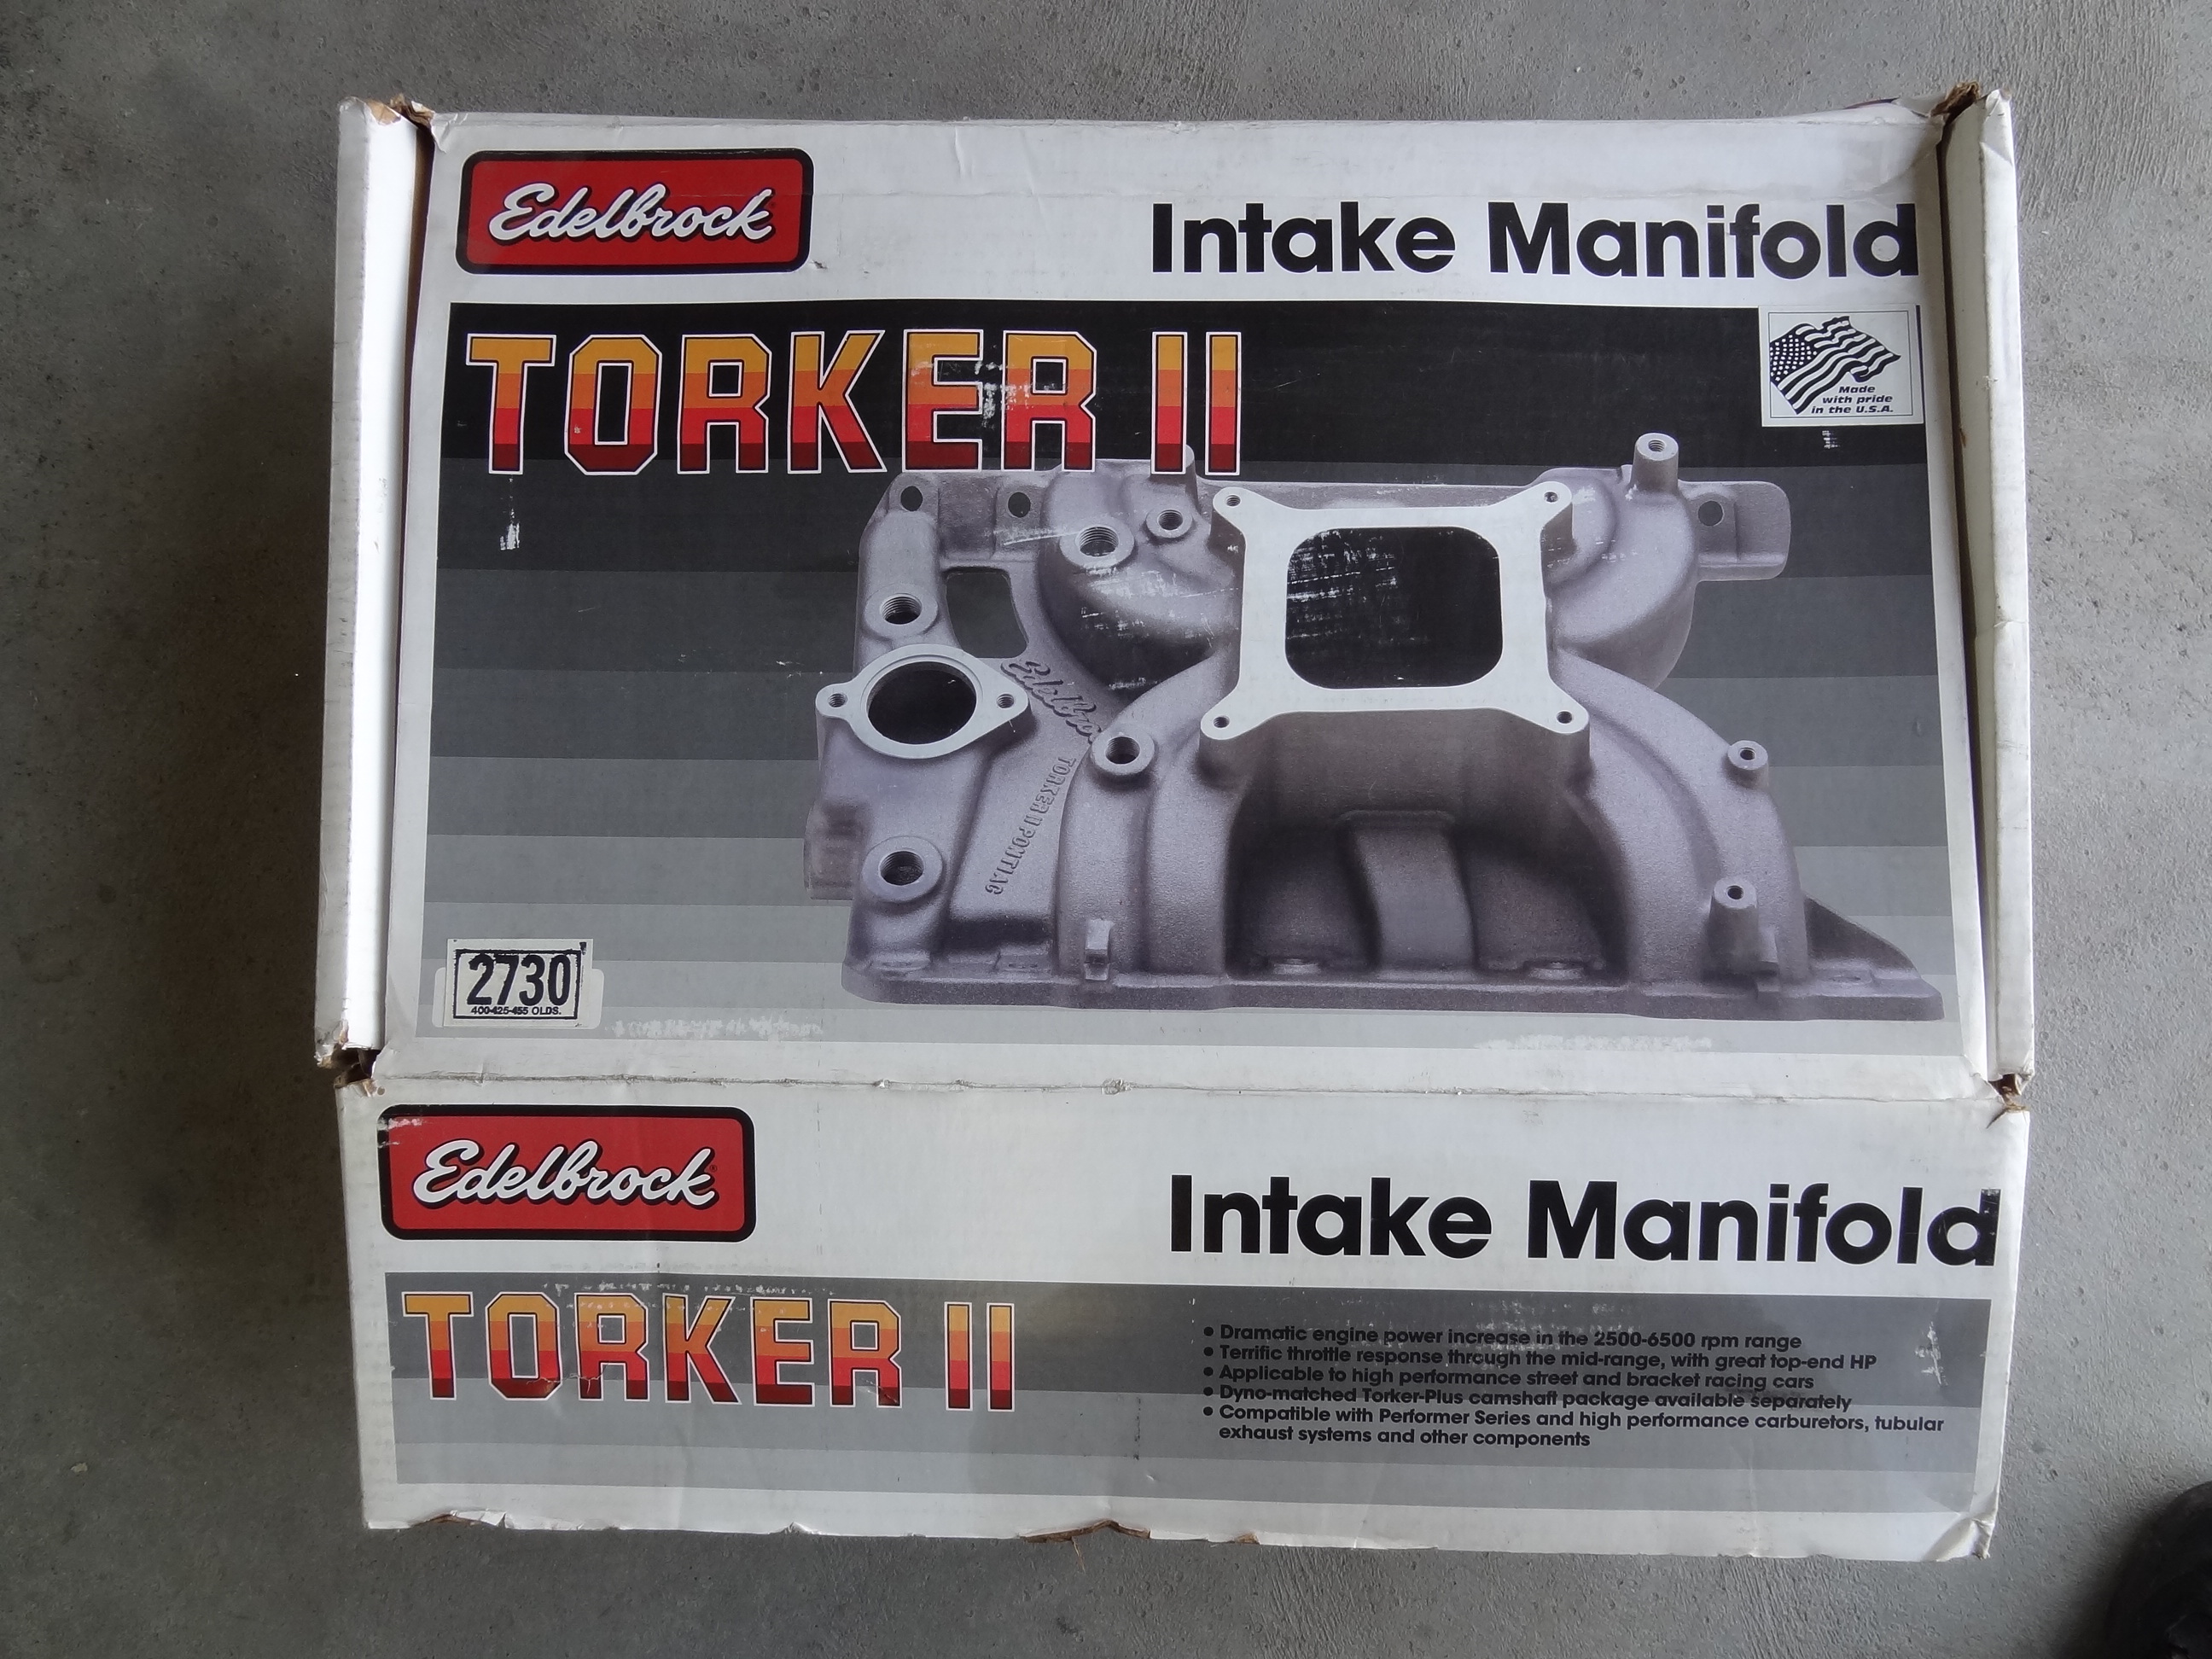 Edelbrock
Intake Manifold
TORKER II
Made
with pride
in the U.S.A.
Edelbro
TORKER II PONTIAC
2730
400-425-455 OLDS.
Edelbrock®
Intake Manifold
TORKER II
• Dramatic engine power increase in the 2500-6500 rpm range
• Terrific throttle response through the mid-range, with great top-end HP
• Applicable to high performance street and bracket racing cars
• Dyno-matched Torker-Plus camshaft package available separately
• Compatible with Performer Series and high performance carburetors, tubular
exhaust systems and other components